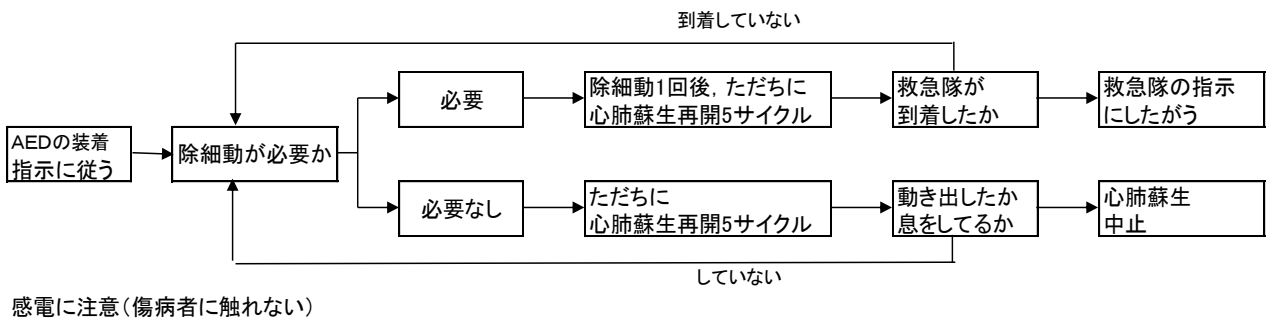 到着していない
必要
除細動1回後, ただちに
心肺蘇生再開5サイクル
救急隊が
到着したか
救急隊の指示
にしたがう
AEDの装着
指示に従う
除細動が必要か
必要なし
ただちに
心肺蘇生再開5サイクル
動き出したか
息をしてるか
心肺蘇生
中止
していない
感電に注意(傷病者に触れない)